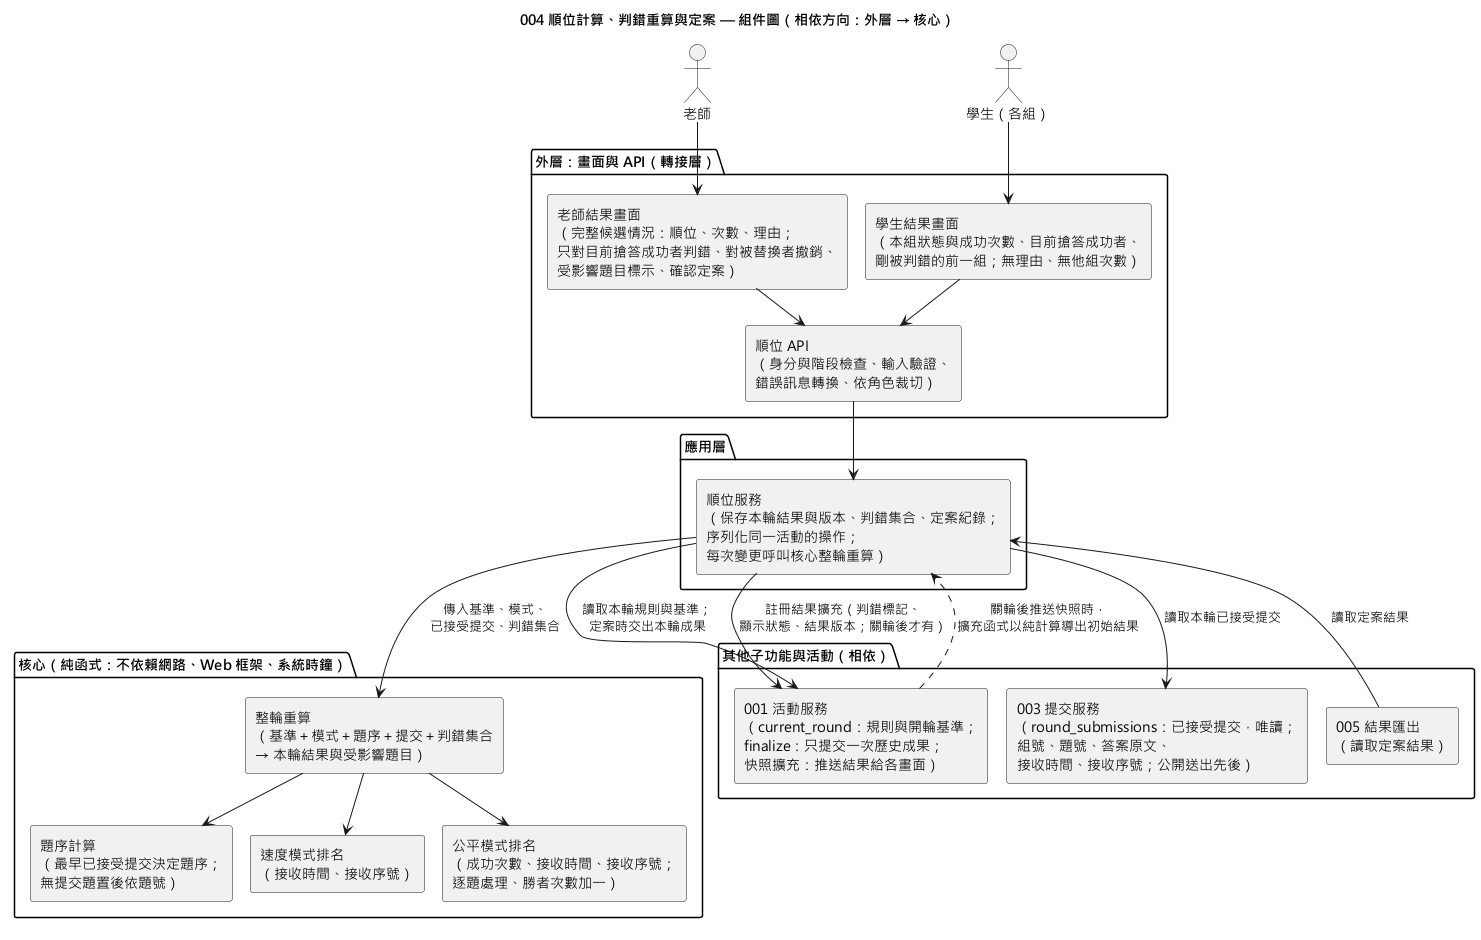 004 順位計算、判錯重算與定案 — 組件圖（相依方向：外層 → 核心）
老師
學生（各組）
外層：畫面與 API（轉接層）
老師結果畫面
（完整候選情況：順位、次數、理由；
只對目前搶答成功者判錯、對被替換者撤銷、
受影響題目標示、確認定案）
學生結果畫面
（本組狀態與成功次數、目前搶答成功者、
剛被判錯的前一組；無理由、無他組次數）
順位 API
（身分與階段檢查、輸入驗證、
錯誤訊息轉換、依角色裁切）
應用層
順位服務
（保存本輪結果與版本、判錯集合、定案紀錄；
序列化同一活動的操作；
每次變更呼叫核心整輪重算）
傳入基準、模式、
已接受提交、判錯集合
讀取本輪規則與基準；
定案時交出本輪成果
註冊結果擴充（判錯標記、
顯示狀態、結果版本；關輪後才有）
關輪後推送快照時，
擴充函式以純計算導出初始結果
讀取本輪已接受提交
讀取定案結果
核心（純函式：不依賴網路、Web 框架、系統時鐘）
整輪重算
（基準＋模式＋題序＋提交＋判錯集合
→ 本輪結果與受影響題目）
題序計算
（最早已接受提交決定題序；
無提交題置後依題號）
速度模式排名
（接收時間、接收序號）
公平模式排名
（成功次數、接收時間、接收序號；
逐題處理、勝者次數加一）
其他子功能與活動（相依）
001 活動服務
（current_round：規則與開輪基準；
finalize：只提交一次歷史成果；
快照擴充：推送結果給各畫面）
003 提交服務
（round_submissions：已接受提交，唯讀；
組號、題號、答案原文、
接收時間、接收序號；公開送出先後）
005 結果匯出
（讀取定案結果）